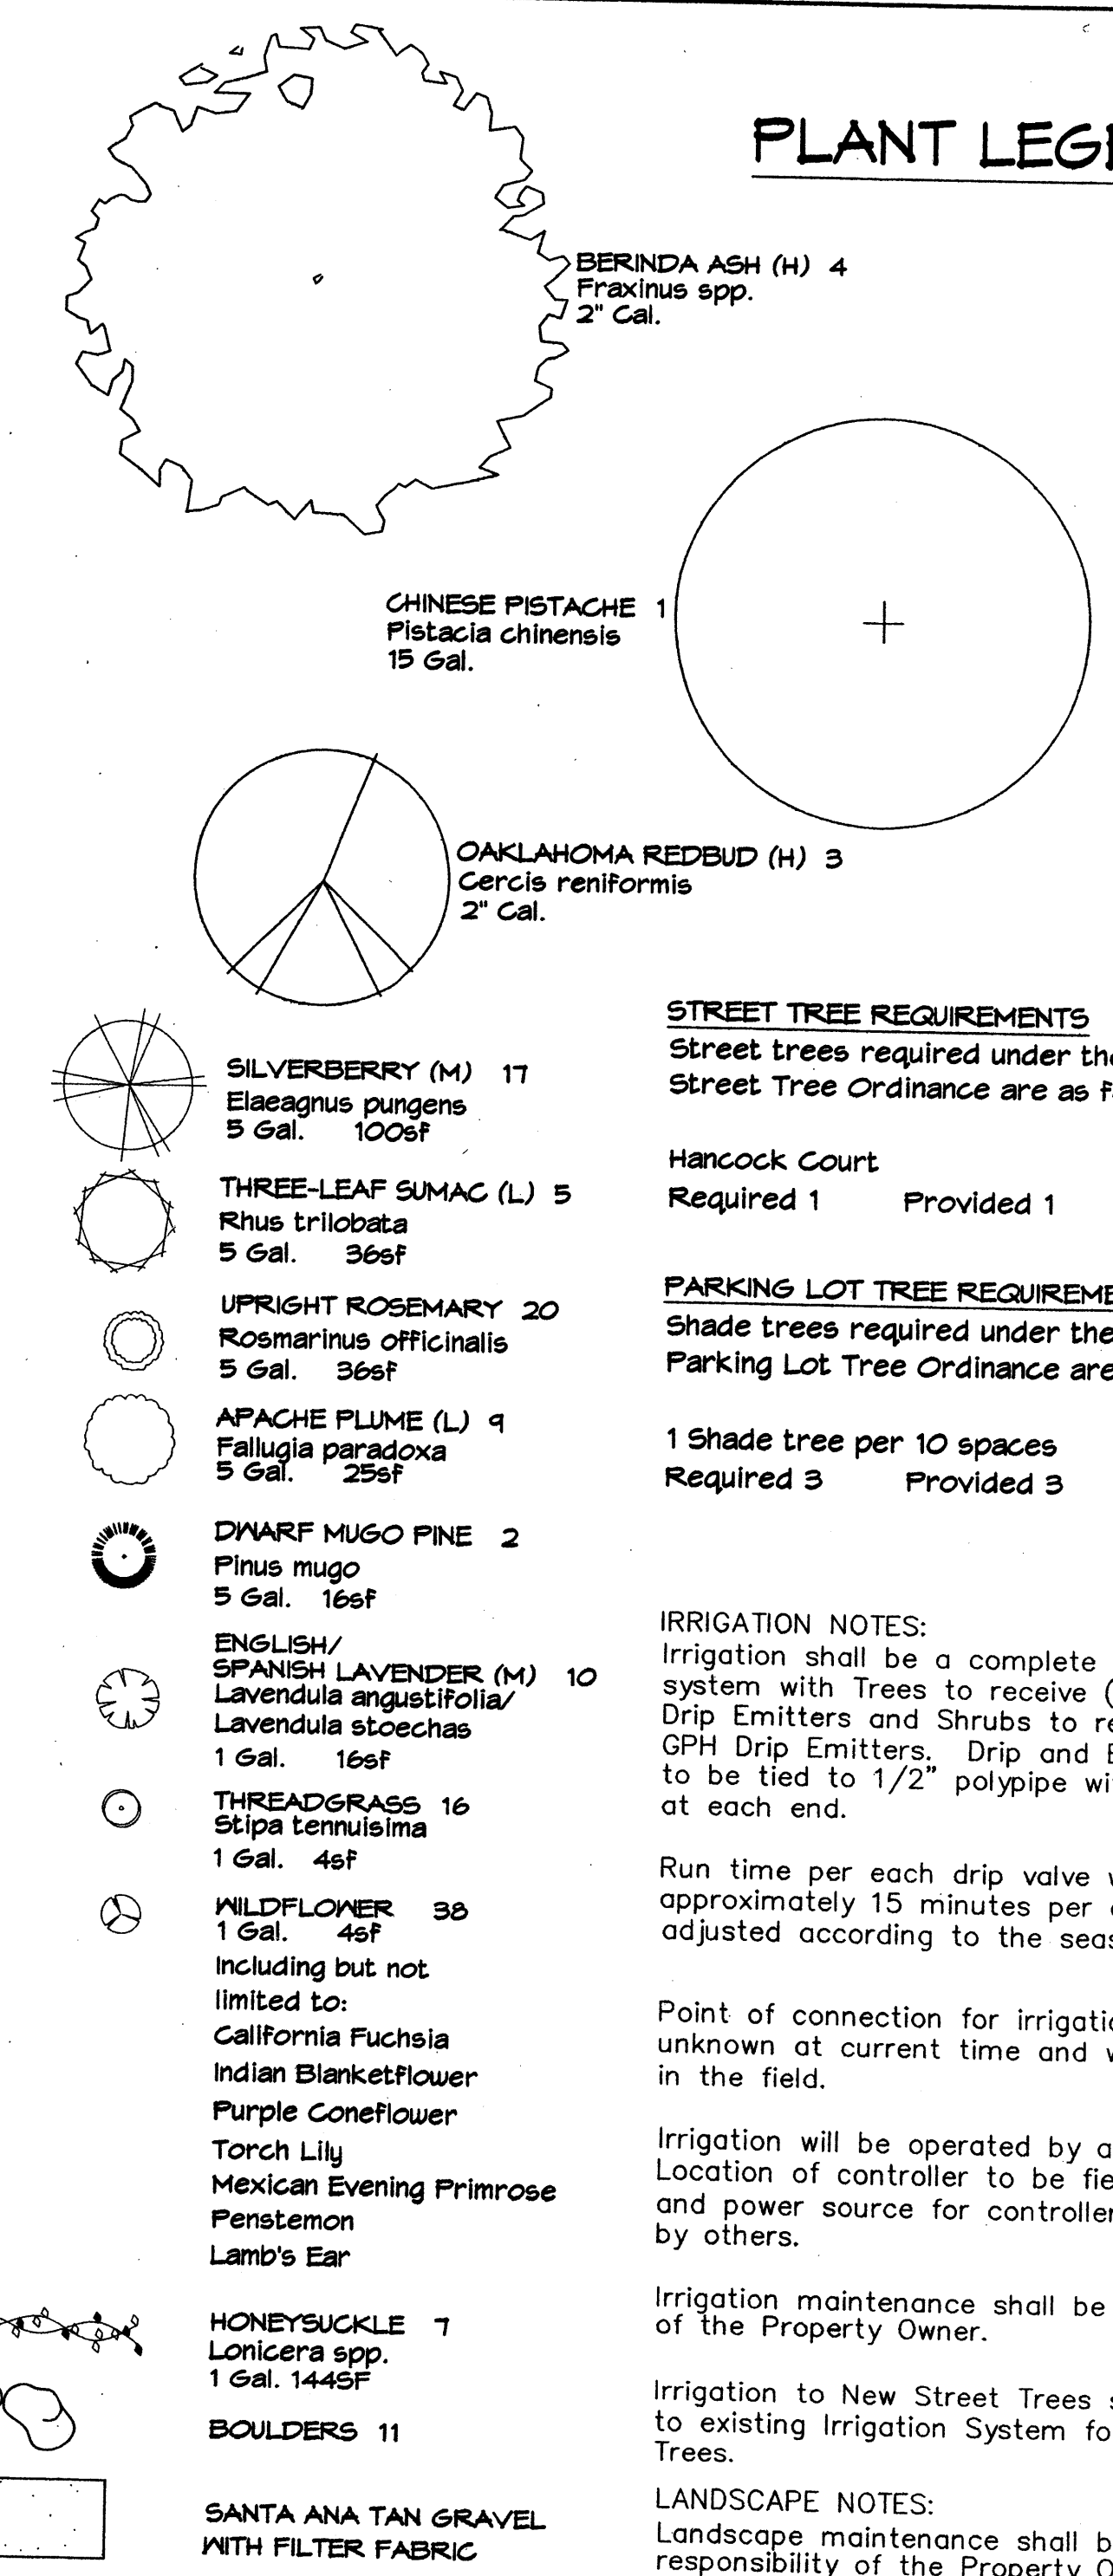 PLANT
BERINDA ASH (H) 4
Fraxinus spp.
2" Cal.
CHINESE PISTACHE 1
Pistacia chinensis
15 Gal.
OAKLAHOMA REDBUD (H) 3
Cercis reniformis
2" Cal.
SILVERBERRY (M) 17
Elaeagnus pungens
5 Gal. 100sf
THREE-LEAF SUMAC (L) 5
Rhus trilobata
5 Gal. 36sf
UPRIGHT ROSEMARY 20
Rosmarinus officinalis
5 Gal. 36sf
APACHE PLUME (L) 9
Fallugia paradoxa
5 Gal. 25sf
DWARF MUGO PINE 2
Pinus mugo
5 Gal. 16sf
ENGLISH/
SPANISH LAVENDER (M) 10
Lavendula angustifolia/
Lavendula stoechas
1 Gal. 16sf
THREADGRASS 16
Stipa tennuisima
1 Gal. 4sf
WILDFLOWER 38
1 Gal. 4sf
Including but not
limited to:
California Fuchsia
Indian Blanketflower
Purple Coneflower
Torch Lily
Mexican Evening Primrose
Penstemon
Lamb's Ear
HONEYSUCKLE 7
Lonicera spp.
1 Gal. 144SF
BOULDERS 11
SANTA ANA TAN GRAVEL
WITH FILTER FABRIC
STREET TREE REQUIREMENTS
Street trees required under the
Street Tree Ordinance are as
Hancock Court
Required 1 Provided 1
PARKING LOT TREE
Shade trees required under the
Parking Lot Tree Ordinance are
1 Shade tree per 10 spaces
Required 3 Provided 3
IRRIGATION NOTES:
Irrigation shall be a complete
system with Trees to receive (
Drip Emitters and Shrubs to
GPH Drip Emitters. Drip and
to be tied to 1/2" polypipe
at each end.
Run time per each drip valve
approximately 15 minutes per
adjusted according to the
Point of connection for
unknown at current time and
in the field.
Irrigation will be operated by a
Location of controller to be
and power source for controller
by others.
Irrigation maintenance shall be
of the Property Owner.
Irrigation to New Street Trees
to existing Irrigation System
Trees.
LANDSCAPE NOTES:
Landscape maintenance shall
responsibility of the Property